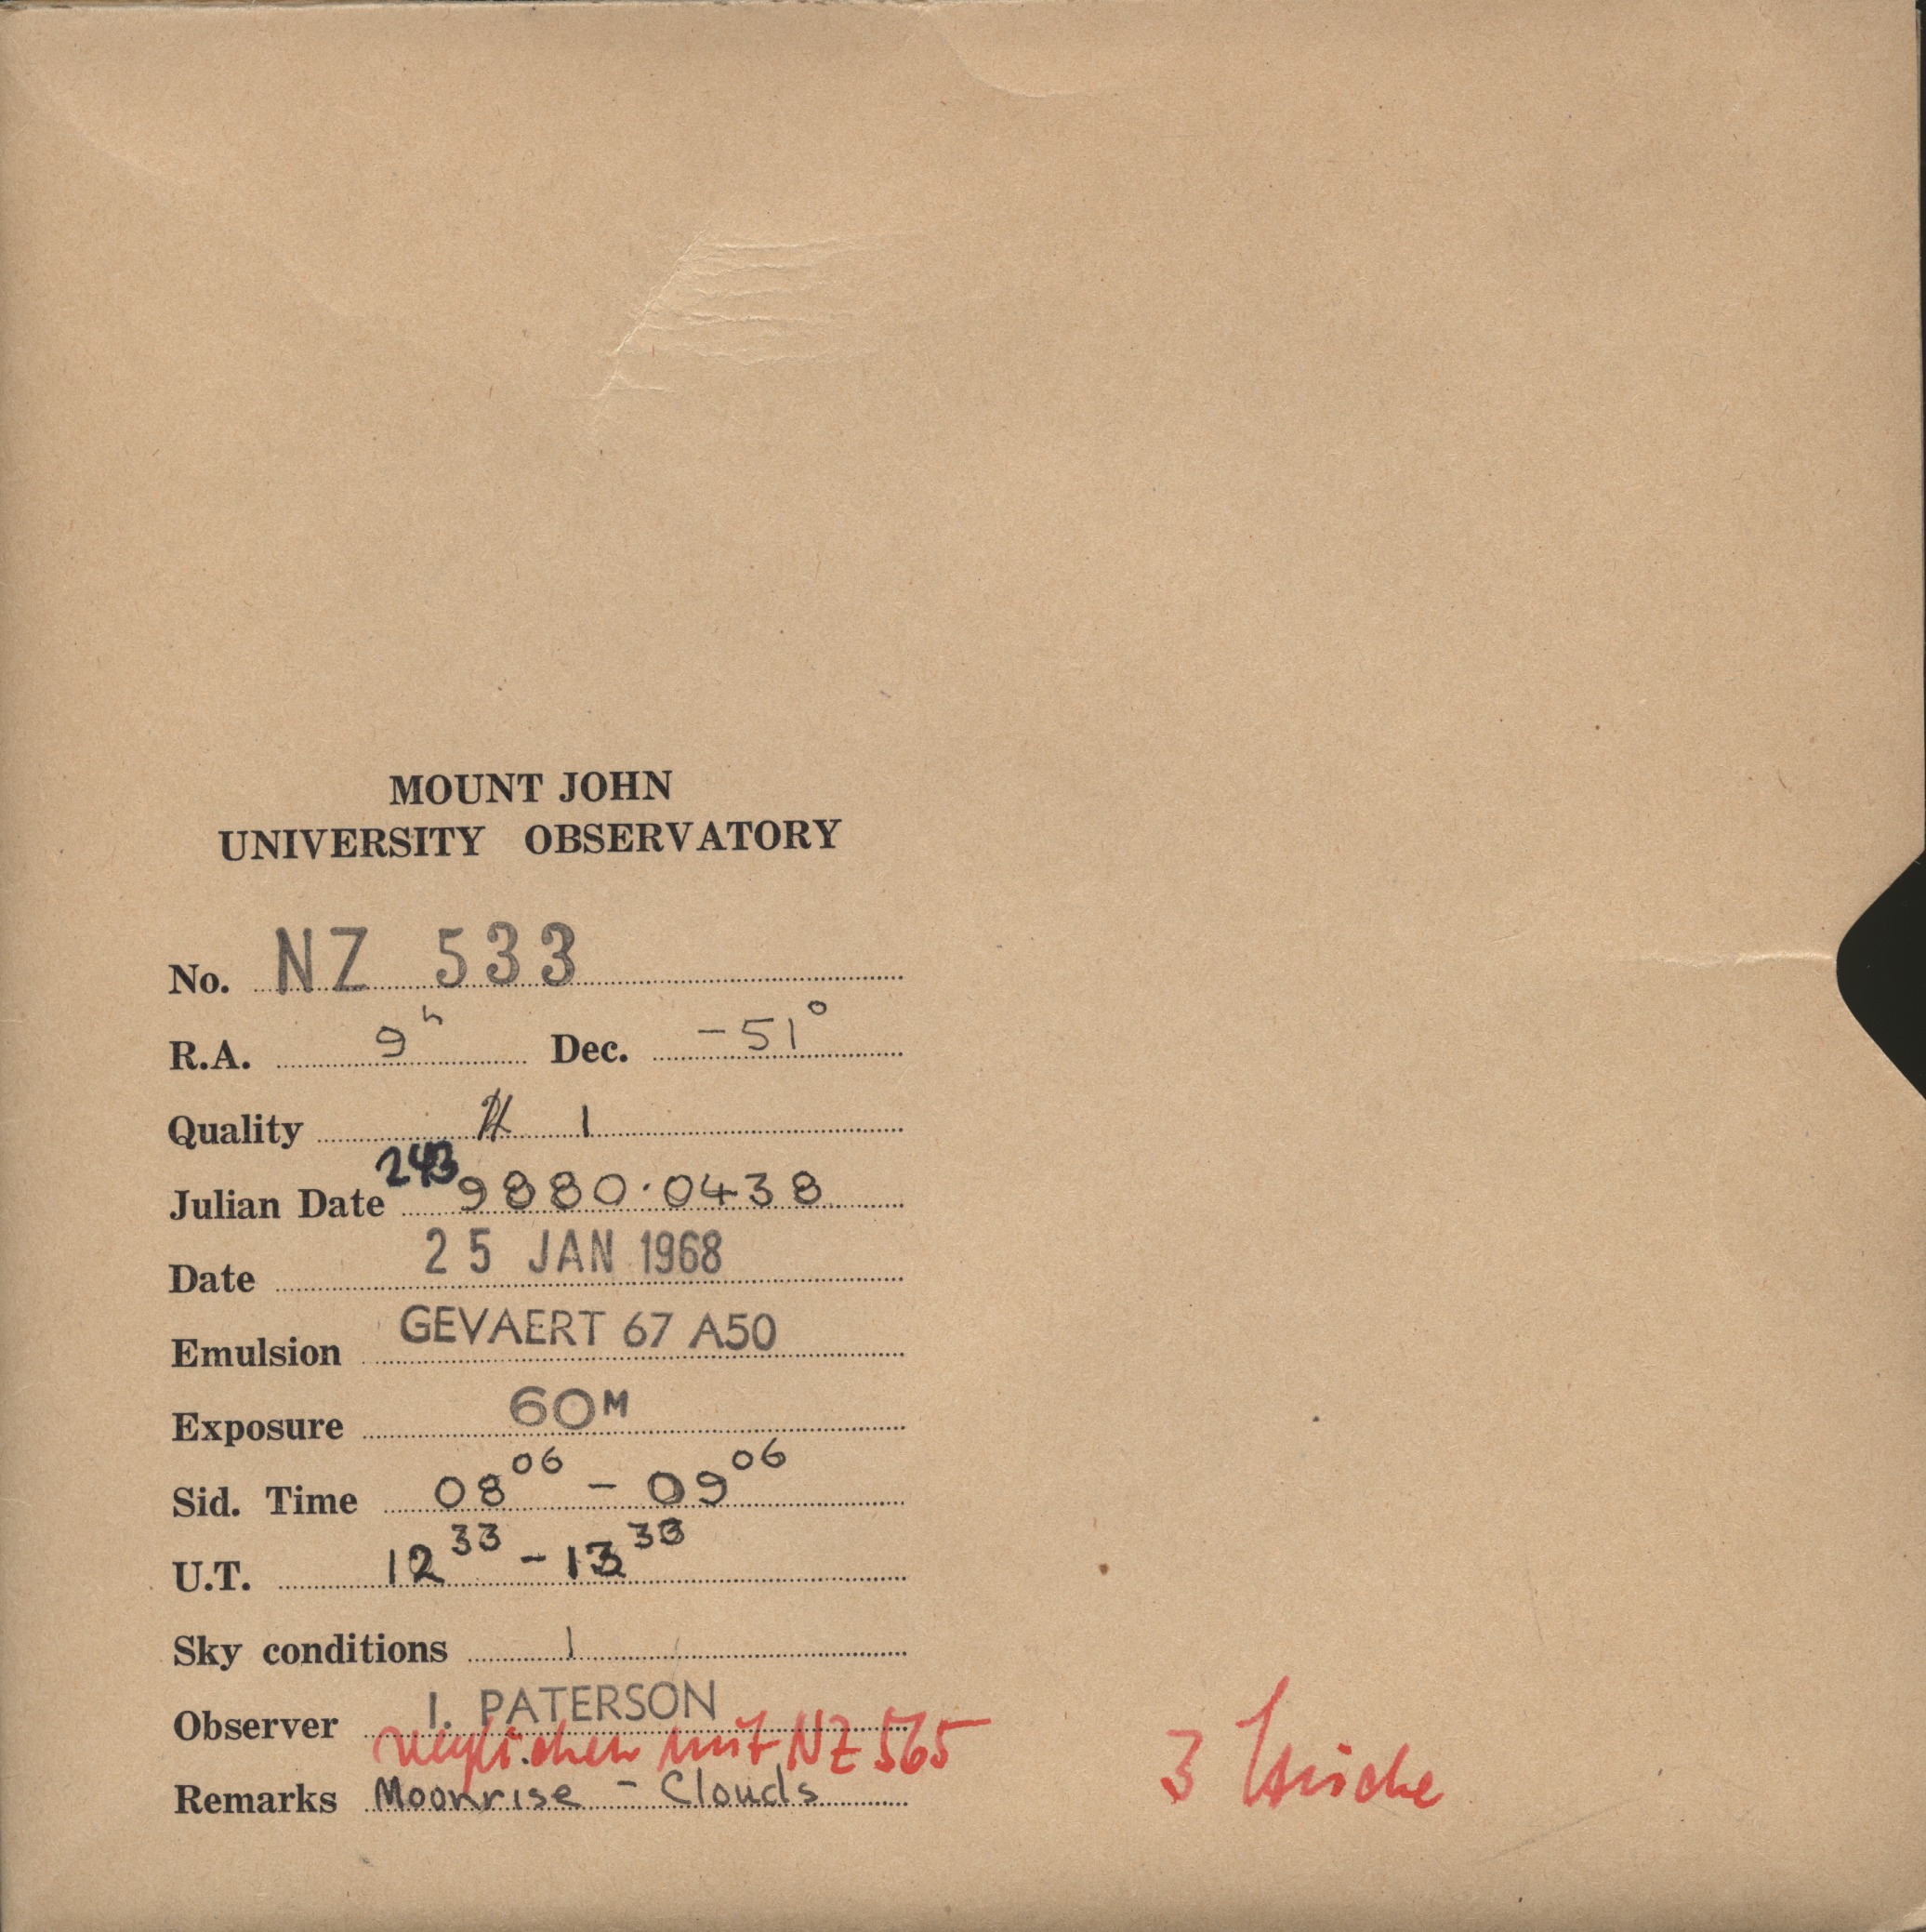 MOUNT JOHN
UNIVERSITY OBSERVATORY
No. NZ 533
R.A. 9h Dec. -51°
Quality 1
Julian Date 2439880.0438
Date 25 JAN 1968
Emulsion GEVAERT 67 A50
Exposure 60M
Sid. Time 08 06 - 09 06
U.T. 12 33 - 13 33
Sky conditions 1
Observer I. PATERSON
verglichen mit NZ 565
3 Striche
Remarks Moonrise - Clouds